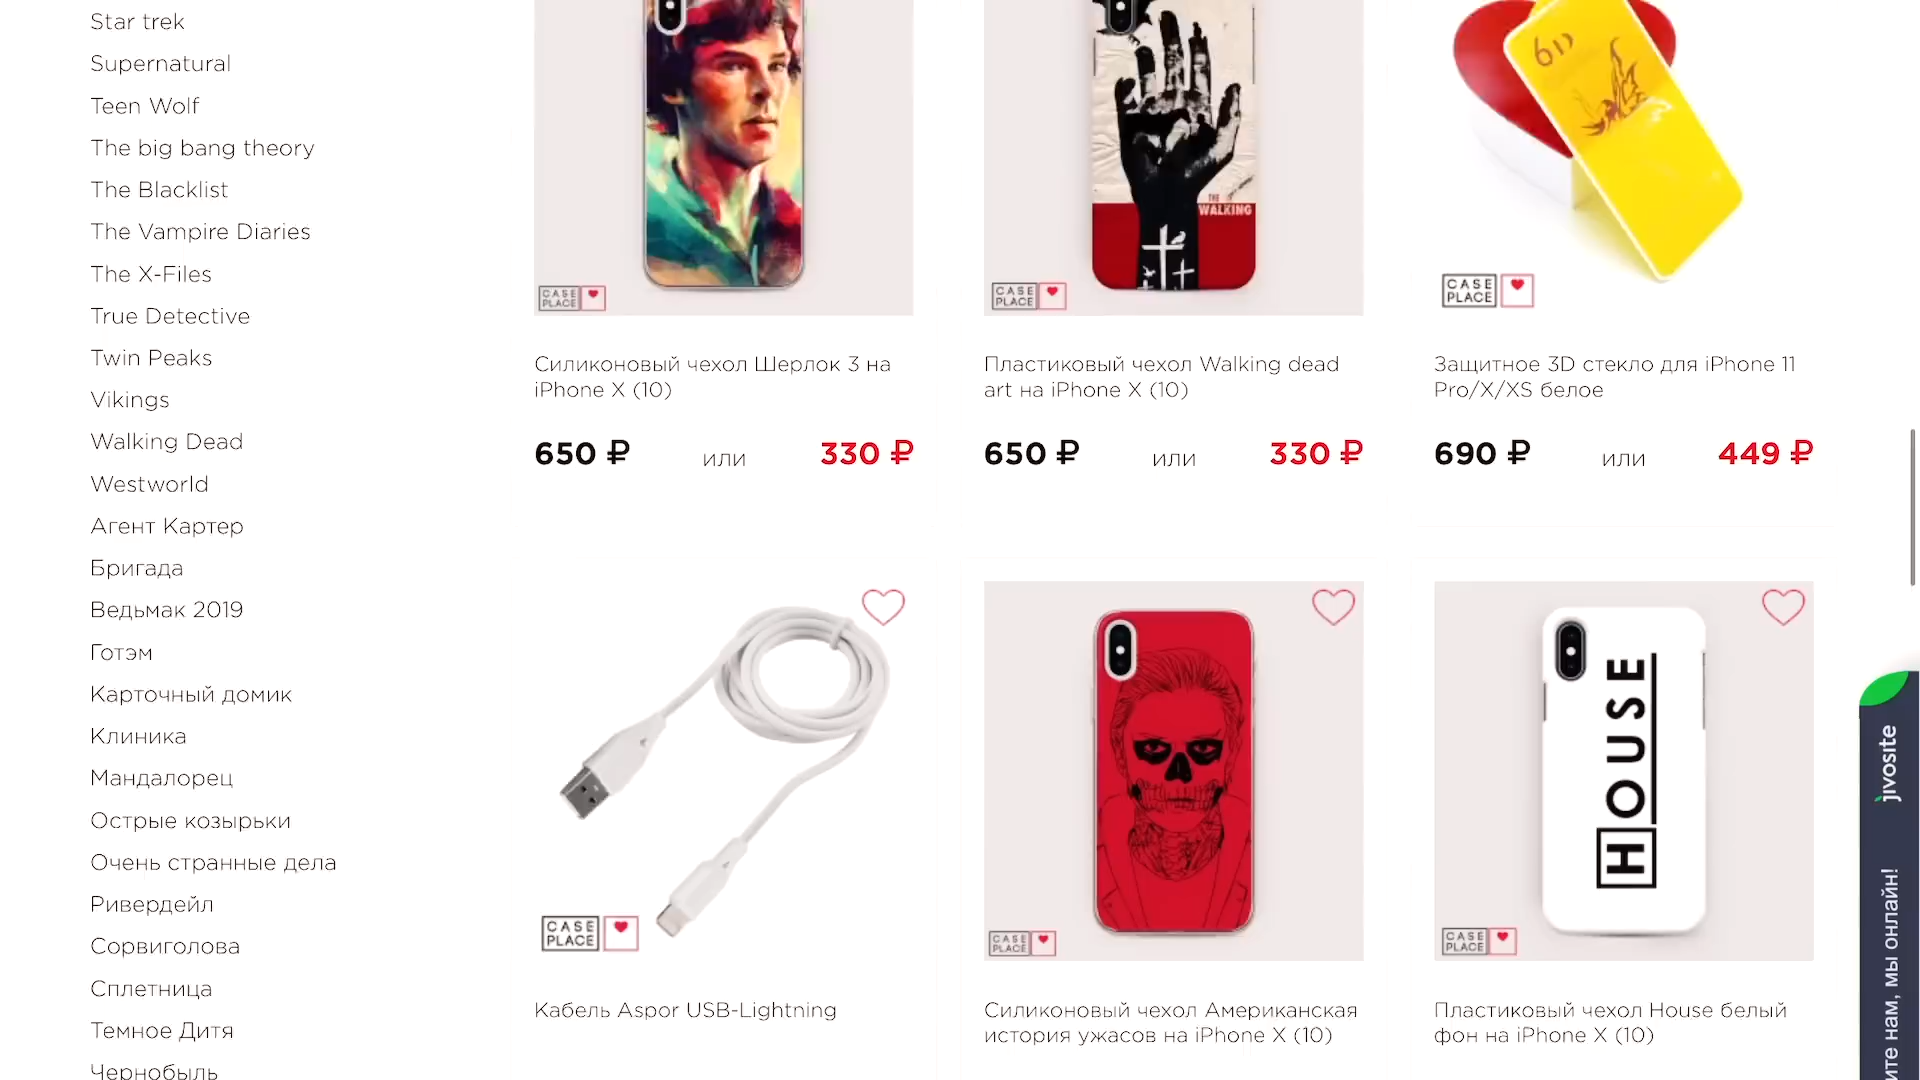 Star trek
Supernatural
Teen Wolf
The big bang theory
The Blacklist
The Vampire Diaries
The X-Files
True Detective
Twin Peaks
Vikings
Walking Dead
Westworld
Агент Картер
Бригада
Ведьмак 2019
Готэм
Карточный домик
Клиника
Мандалорец
Острые козырьки
Очень странные дела
Ривердейл
Сорвиголова
Сплетница
Темное Дитя
Чернобыль
CASE
PLACE
Силиконовый чехол Шерлок 3 на
iPhone X (10)
650 ₽ или 330 ₽
THE
WALKING
CASE
PLACE
Пластиковый чехол Walking dead
art на iPhone X (10)
650 ₽ или 330 ₽
CASE
PLACE
Защитное 3D стекло для iPhone 11
Pro/X/XS белое
690 ₽ или 449 ₽
CASE
PLACE
Кабель Aspor USB-Lightning
CASE
PLACE
Силиконовый чехол Американская
история ужасов на iPhone X (10)
HOUSE
CASE
PLACE
Пластиковый чехол House белый
фон на iPhone X (10)
jivosite
нам, мы онлайн!